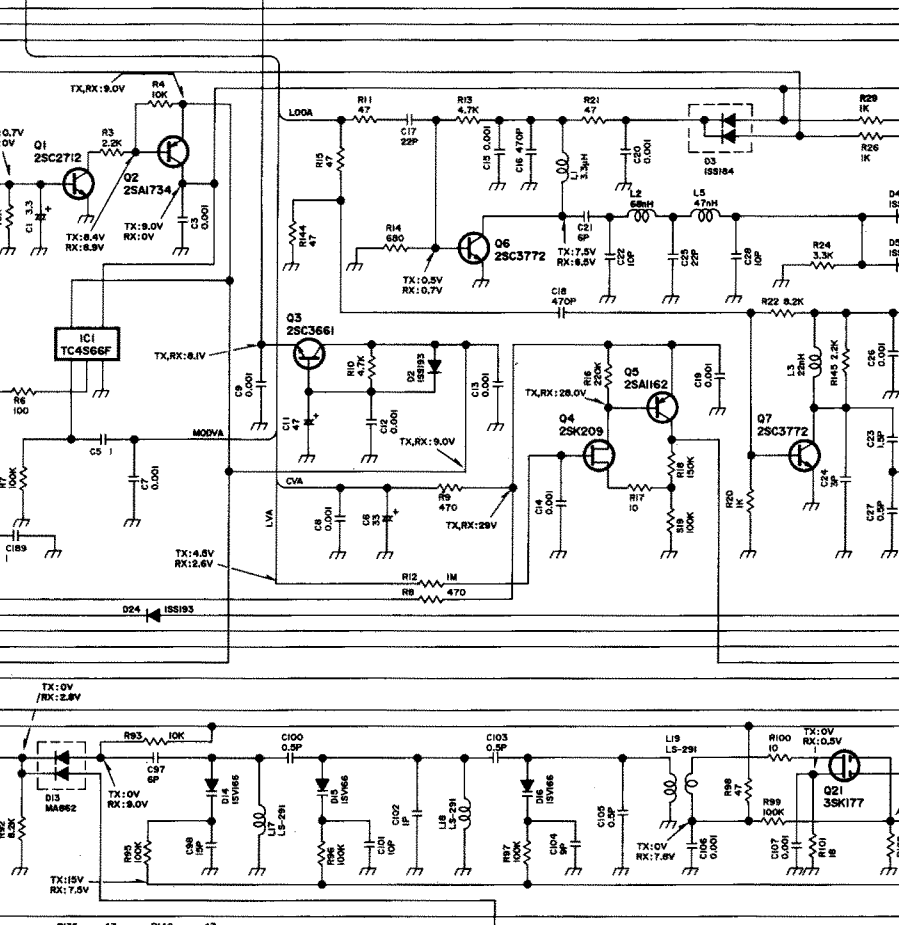 TX,RX:9.0V
R4
10K
:0.7V
:0V
Q1
2SC2712
R3
2.2K
Q2
2SA1734
C1 3.3
TX:8.4V
RX:8.9V
TX:9.0V
RX:0V
C3
0.001
IC1
TC4S66F
R6
100
R7
100K
C5 1
C7
0.001
MODVA
C189
1
LOOA
R11
47
C17
22P
R13
4.7K
R21
47
R15
47
R144
47
R14
680
C15 0.001
C16 470P
L1
3.3μH
C20
0.001
D3
1SS184
R29
1K
R26
1K
Q6
2SC3772
TX:0.5V
RX:0.7V
C21
6P
TX:7.5V
RX:6.5V
L2
68nH
L5
47nH
C22
10P
C25
22P
C28
10P
R24
3.3K
D4
1SS
D5
1SS
C18
470P
R22 8.2K
TX,RX:8.1V
Q3
2SC3661
C9
0.001
C11
47
R10
4.7K
C12
0.001
D2
1SS193
C13
0.001
TX,RX:9.0V
CVA
LVA
C8
0.001
C6
33
R9
470
TX,RX:29V
TX:4.5V
RX:2.6V
R12 1M
R8 470
D24 1SS193
R16
220K
TX,RX:28.0V
Q5
2SA1162
Q4
2SK209
C19
0.001
C14
0.001
R17
10
R18
150K
S19
100K
L3
22nH
R145 2.2K
C26
0.001
Q7
2SC3772
C23
1.5P
C24
3P
R20
1K
C27
0.5P
TX:0V
/RX:2.8V
R93 10K
C97
6P
D13
MA862
TX:0V
RX:9.0V
R92
8.2K
D14
1SV166
C98
15P
R95
100K
TX:15V
RX:7.5V
L17
LS-291
C100
0.5P
D15
1SV166
R96
100K
C101
10P
C102
1P
L18
LS-291
C103
0.5P
D16
1SV166
R97
100K
C104
9P
C105
0.5P
L19
LS-291
TX:0V
RX:7.8V
C106
0.001
R98
47
R100
10
R99
100K
TX:0V
RX:0.5V
Q21
3SK177
C107
0.001
R101
18